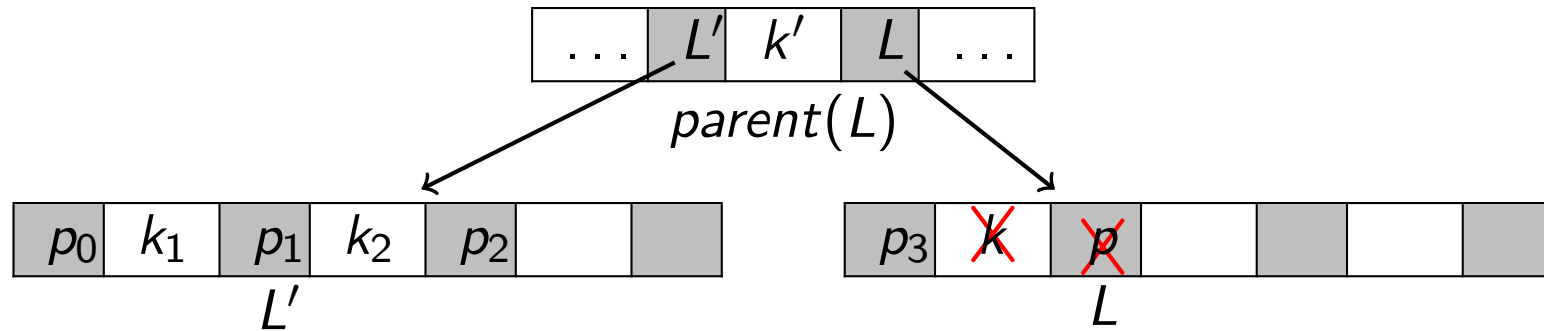 ... L′ k′ L ...
parent(L)
p₀ k₁ p₁ k₂ p₂ p₃ k p
L′ L